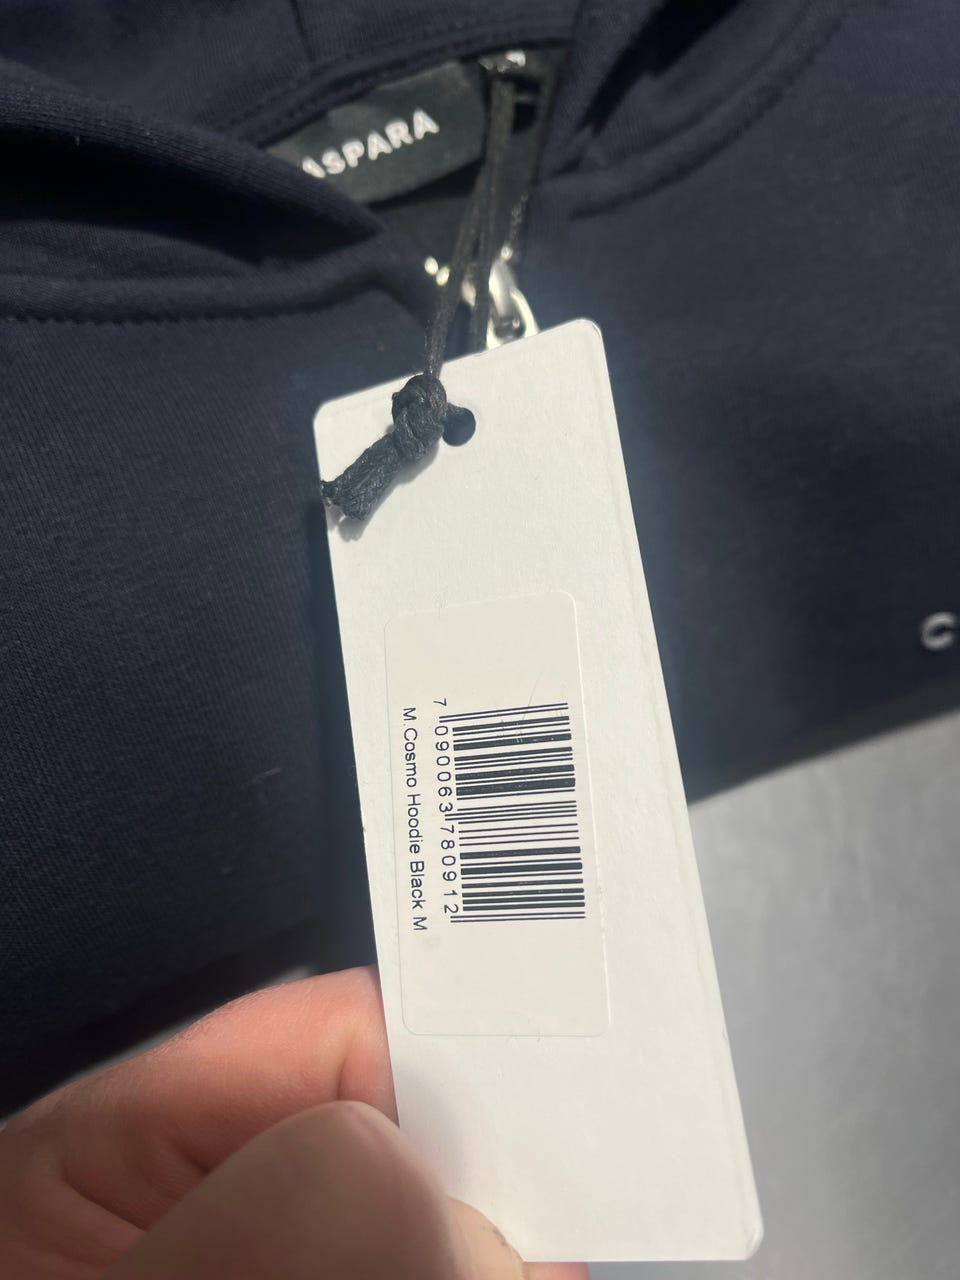 ASPARA
C
7 090063 780912
M.Cosmo Hoodie Black M